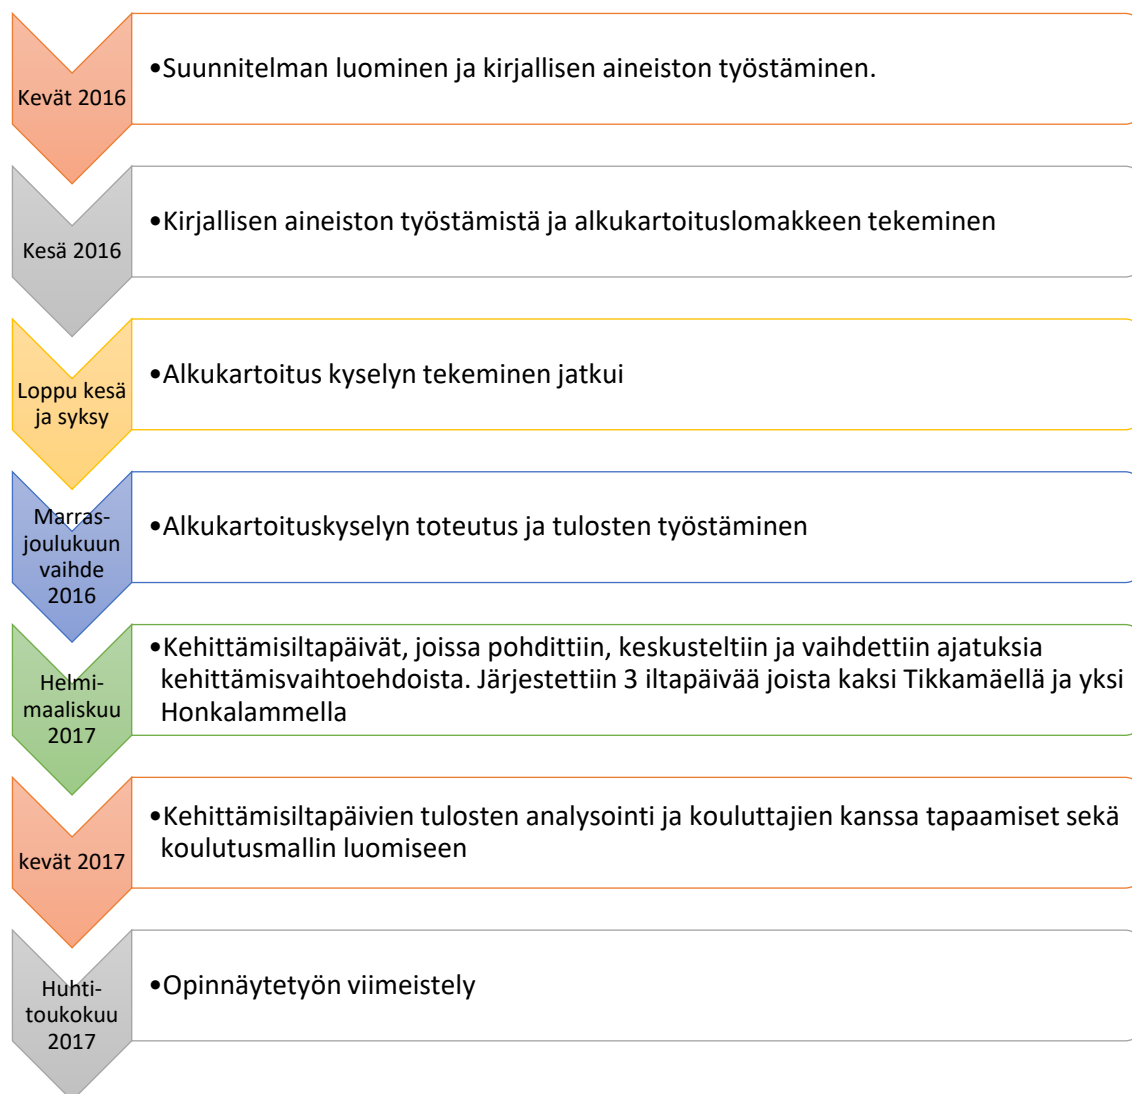 Kevät 2016
•Suunnitelman luominen ja kirjallisen aineiston työstäminen.
Kesä 2016
•Kirjallisen aineiston työstämistä ja alkukartoituslomakkeen tekeminen
Loppu kesä
ja syksy
•Alkukartoitus kyselyn tekeminen jatkui
Marras-
joulukuun
vaihde
2016
•Alkukartoituskyselyn toteutus ja tulosten työstäminen
Helmi-
maaliskuu
2017
•Kehittämisiltapäivät, joissa pohdittiin, keskusteltiin ja vaihdettiin ajatuksia
kehittämisvaihtoehdoista. Järjestettiin 3 iltapäivää joista kaksi Tikkamäellä ja yksi
Honkalammella
kevät 2017
•Kehittämisiltapäivien tulosten analysointi ja kouluttajien kanssa tapaamiset sekä
koulutusmallin luomiseen
Huhti-
toukokuu
2017
•Opinnäytetyön viimeistely